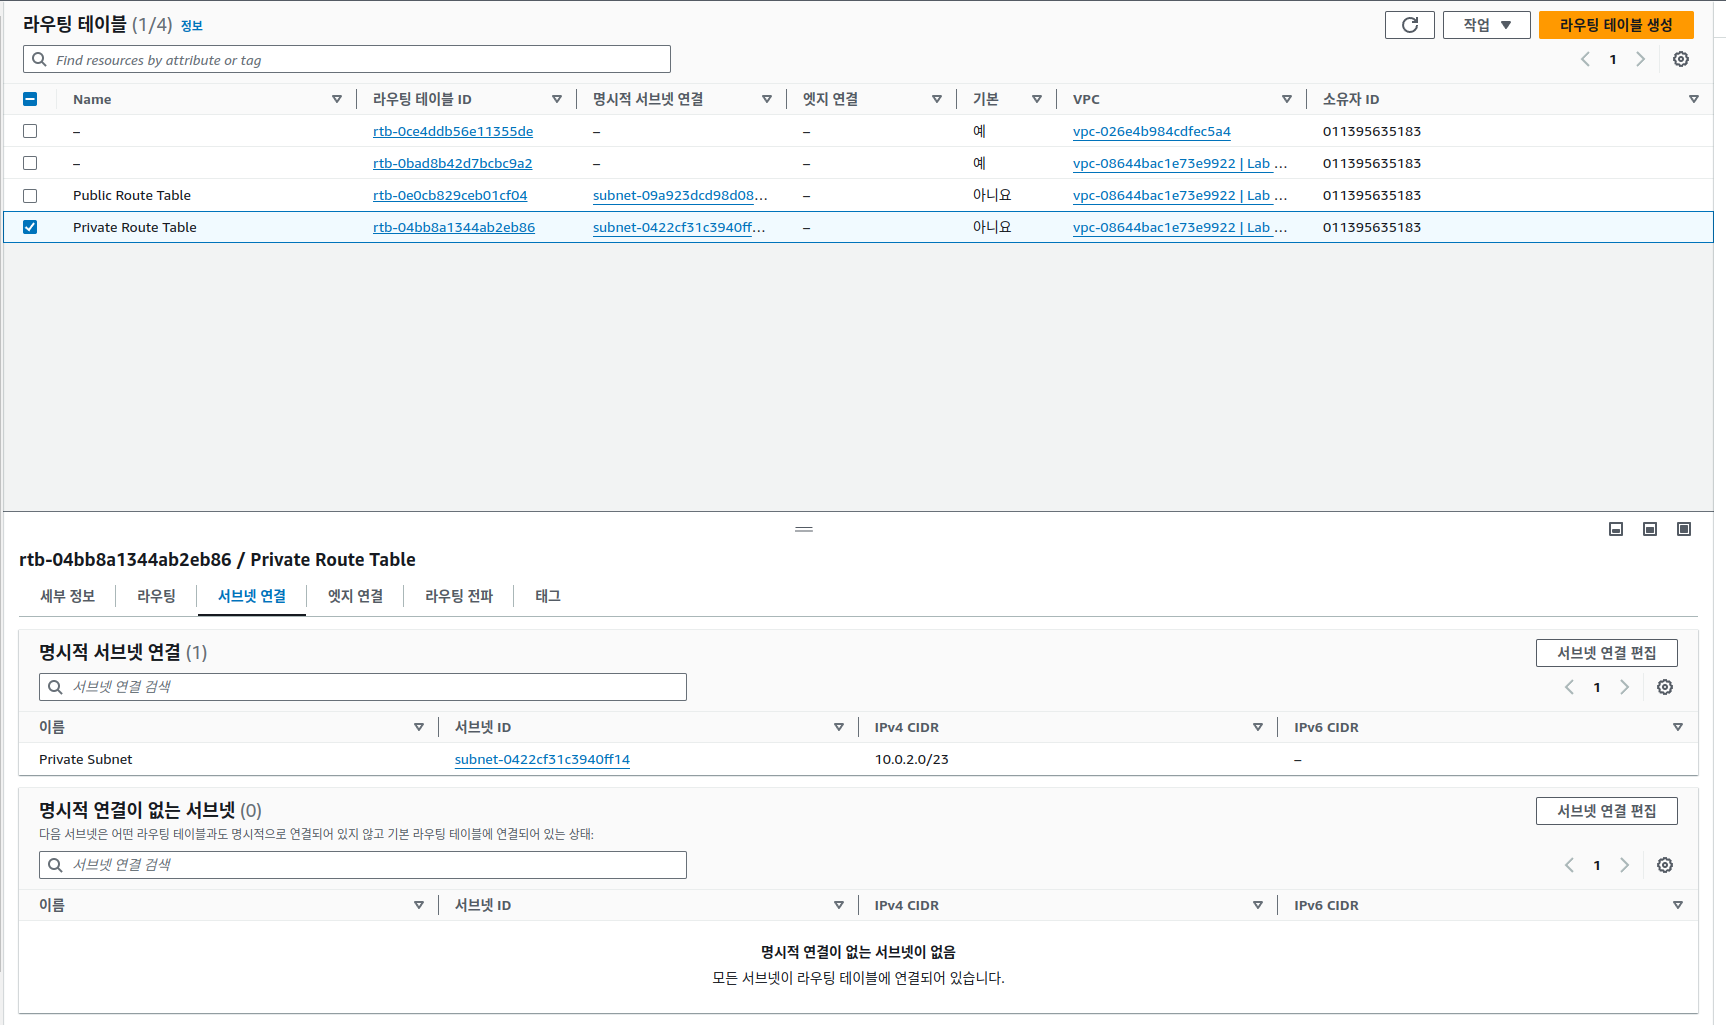 라우팅 테이블 (1/4) 정보
작업
라우팅 테이블 생성
Find resources by attribute or tag
1
Name 라우팅 테이블 ID 명시적 서브넷 연결 엣지 연결 기본 VPC 소유자 ID
– rtb-0ce4ddb56e11355de – – 예 vpc-026e4b984cdfec5a4 011395635183
– rtb-0bad8b42d7bcbc9a2 – – 예 vpc-08644bac1e73e9922 | Lab ... 011395635183
Public Route Table rtb-0e0cb829ceb01cf04 subnet-09a923dcd98d08... – 아니요 vpc-08644bac1e73e9922 | Lab ... 011395635183
Private Route Table rtb-04bb8a1344ab2eb86 subnet-0422cf31c3940ff... – 아니요 vpc-08644bac1e73e9922 | Lab ... 011395635183
rtb-04bb8a1344ab2eb86 / Private Route Table
세부 정보 라우팅 서브넷 연결 엣지 연결 라우팅 전파 태그
명시적 서브넷 연결 (1)
서브넷 연결 편집
서브넷 연결 검색
1
이름 서브넷 ID IPv4 CIDR IPv6 CIDR
Private Subnet subnet-0422cf31c3940ff14 10.0.2.0/23 –
명시적 연결이 없는 서브넷 (0)
서브넷 연결 편집
다음 서브넷은 어떤 라우팅 테이블과도 명시적으로 연결되어 있지 않고 기본 라우팅 테이블에 연결되어 있는 상태:
서브넷 연결 검색
1
이름 서브넷 ID IPv4 CIDR IPv6 CIDR
명시적 연결이 없는 서브넷이 없음
모든 서브넷이 라우팅 테이블에 연결되어 있습니다.